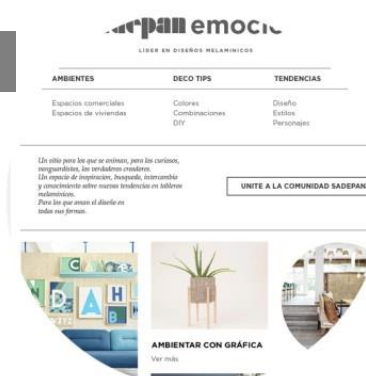 emoci
LIDER EN DISEÑOS MELAMINICOS
AMBIENTES DECO TIPS TENDENCIAS
Espacios comerciales Colores Diseño
Espacios de viviendas Combinaciones Estilos
DIY Personajes
Un sitio para los que se animan, para los curiosos,
vanguardistas, los verdaderos creadores.
Un espacio de inspiracion, busqueda, intercambio
y conocimiento sobre nuevas tendencias en tableros
melamínicos.
Para los que aman el diseño en
todas sus formas.
UNITE A LA COMUNIDAD SADEPAN
D A H
AMBIENTAR CON GRÁFICA
Ver más